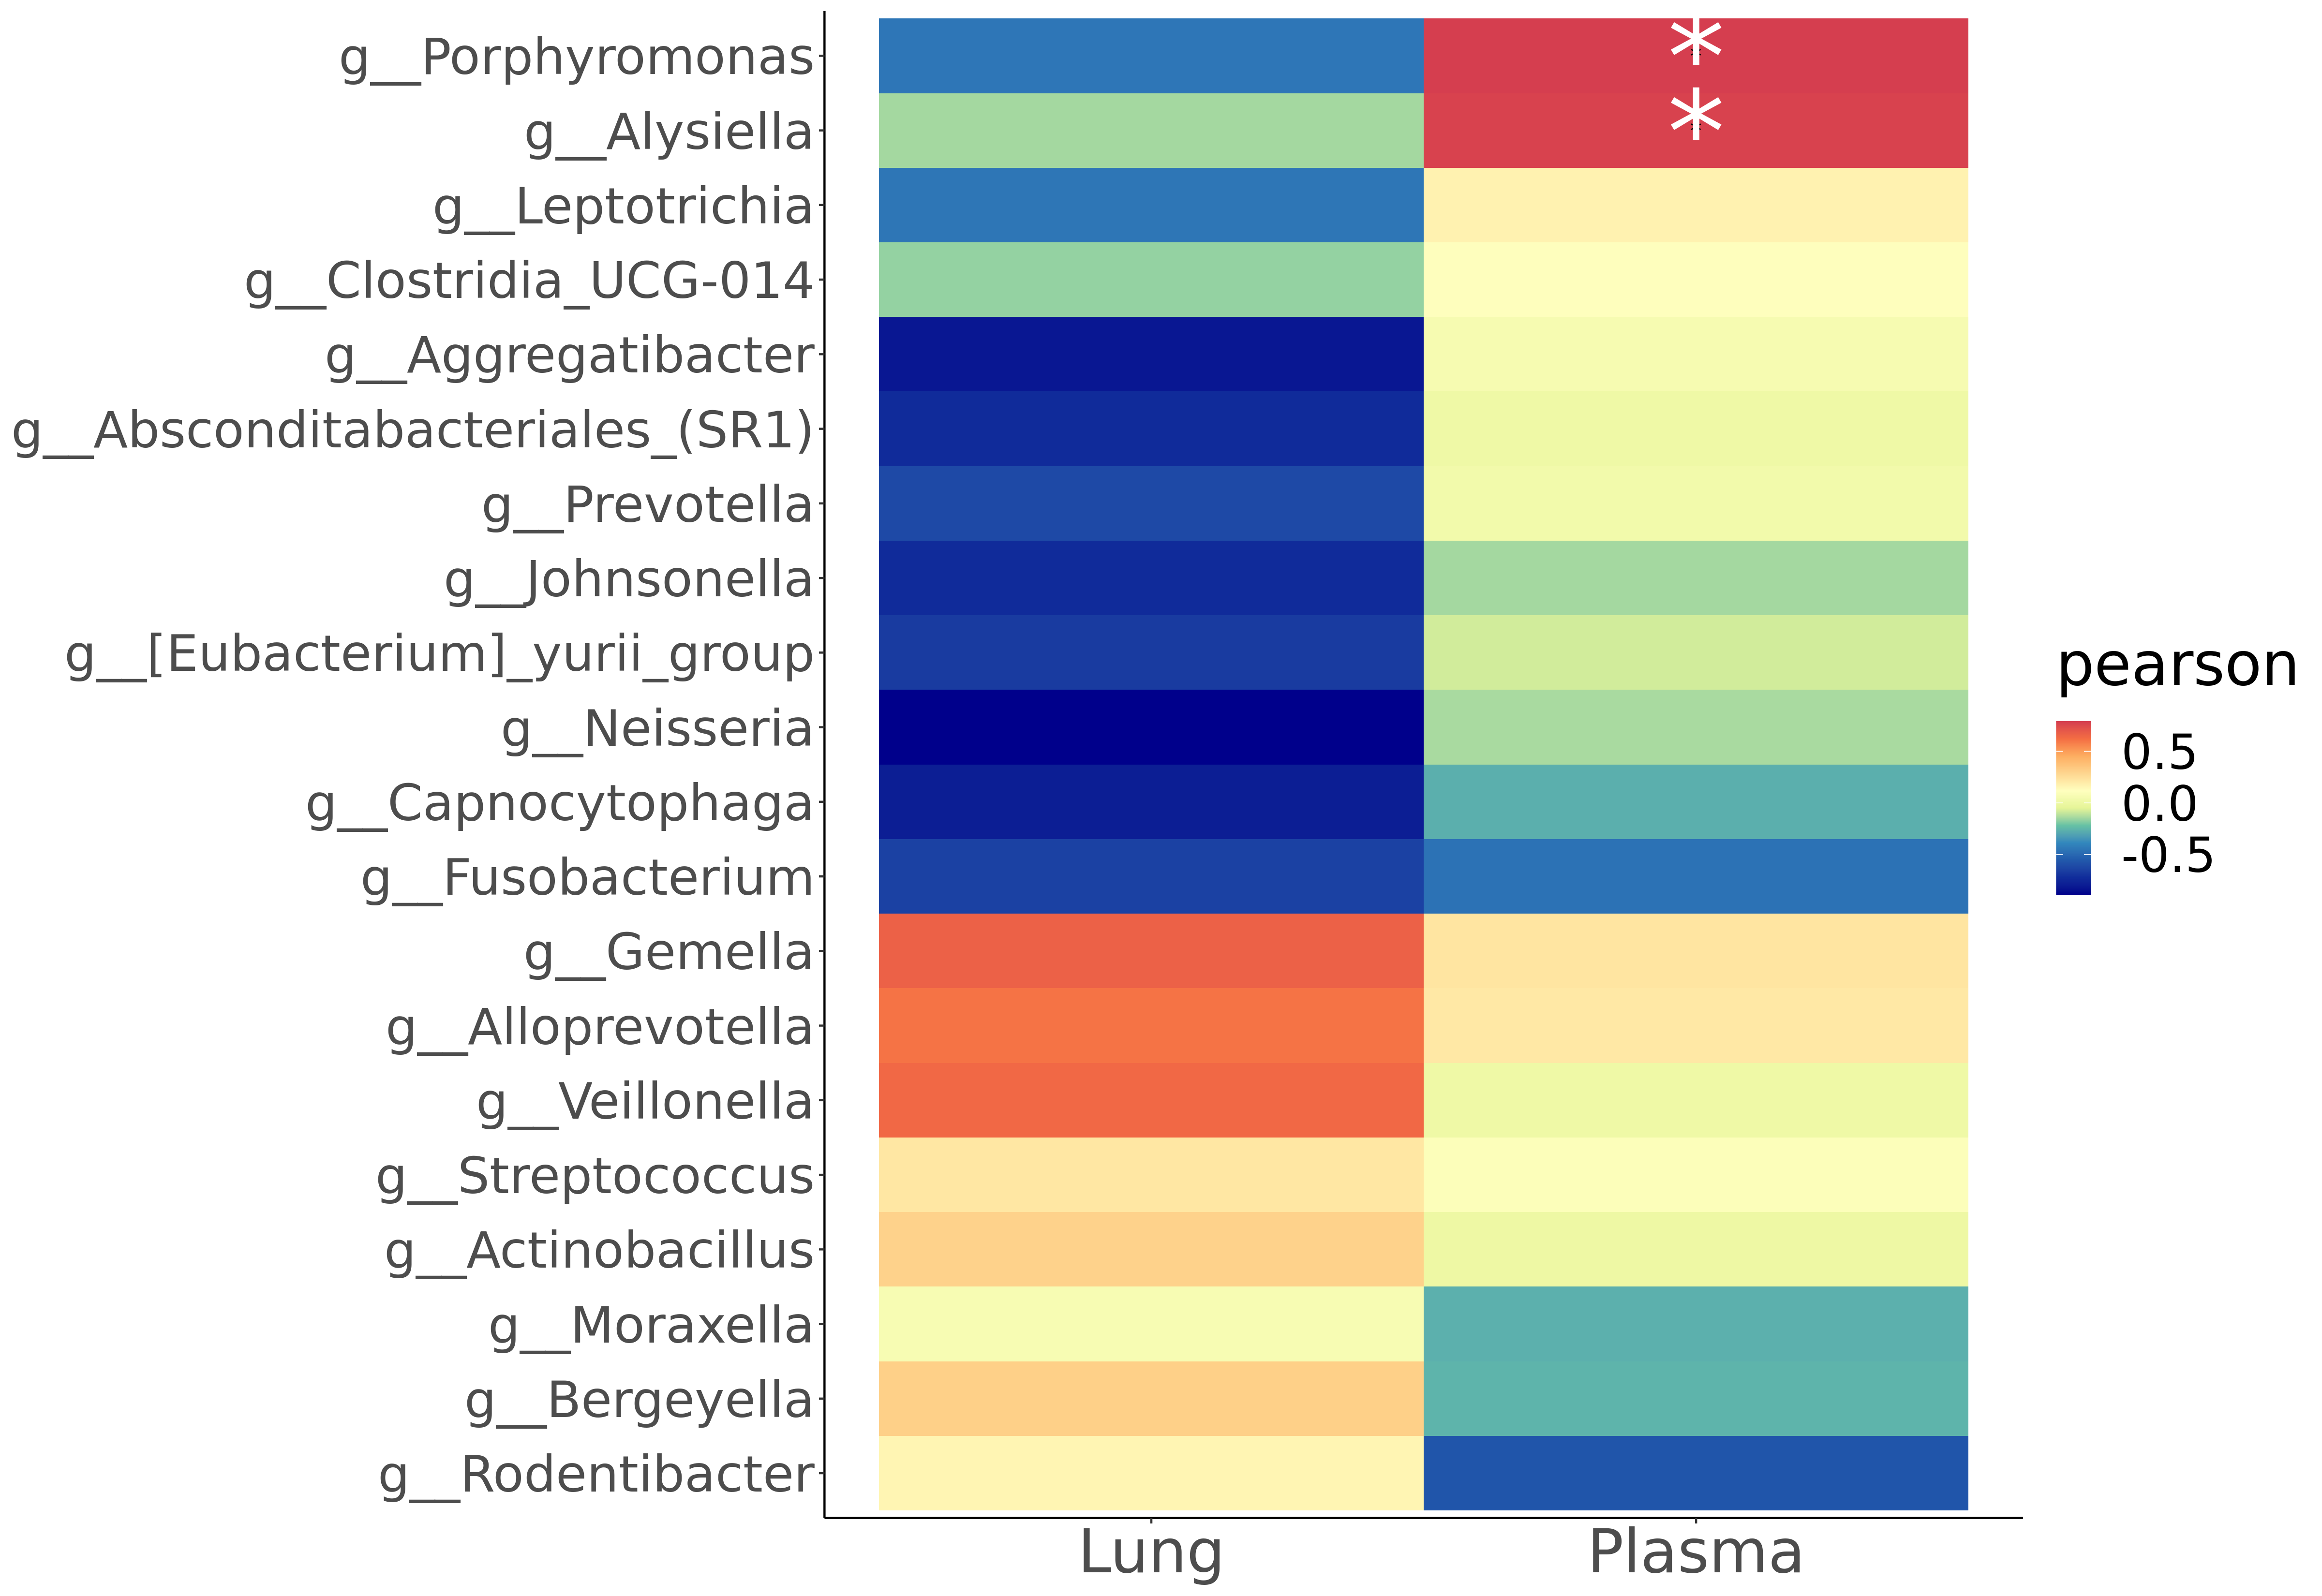 g__Porphyromonas
*
g__Alysiella
*
g__Leptotrichia
g__Clostridia_UCG-014
g__Aggregatibacter
g__Absconditabacteriales_(SR1)
g__Prevotella
g__Johnsonella
g__[Eubacterium]_yurii_group
g__Neisseria
g__Capnocytophaga
g__Fusobacterium
g__Gemella
g__Alloprevotella
g__Veillonella
g__Streptococcus
g__Actinobacillus
g__Moraxella
g__Bergeyella
g__Rodentibacter
Lung Plasma
pearson
0.5
0.0
-0.5